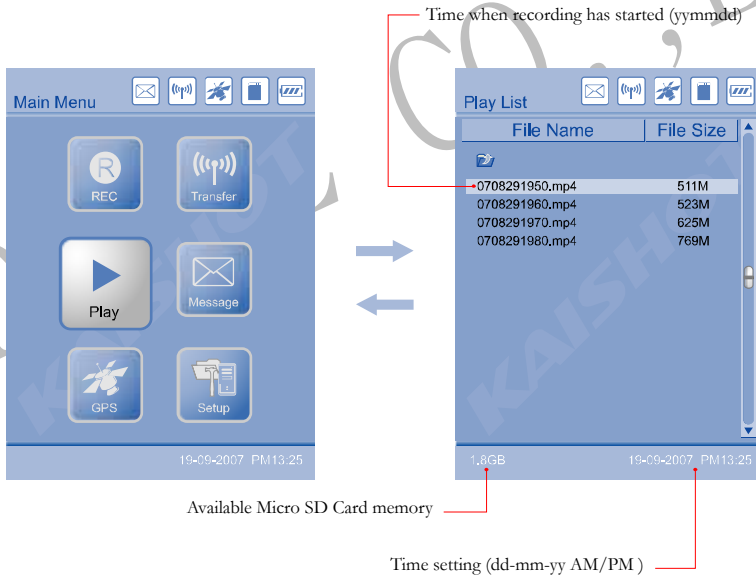 Time when recording has started (yymmdd)
Main Menu
REC
Transfer
Play
Message
GPS
Setup
19-09-2007 PM13:25
Play List
File Name File Size
0708291950.mp4 511M
0708291960.mp4 523M
0708291970.mp4 625M
0708291980.mp4 769M
1.8GB 19-09-2007 PM13:25
Available Micro SD Card memory
Time setting (dd-mm-yy AM/PM )
KAISHOT
KAISHOT